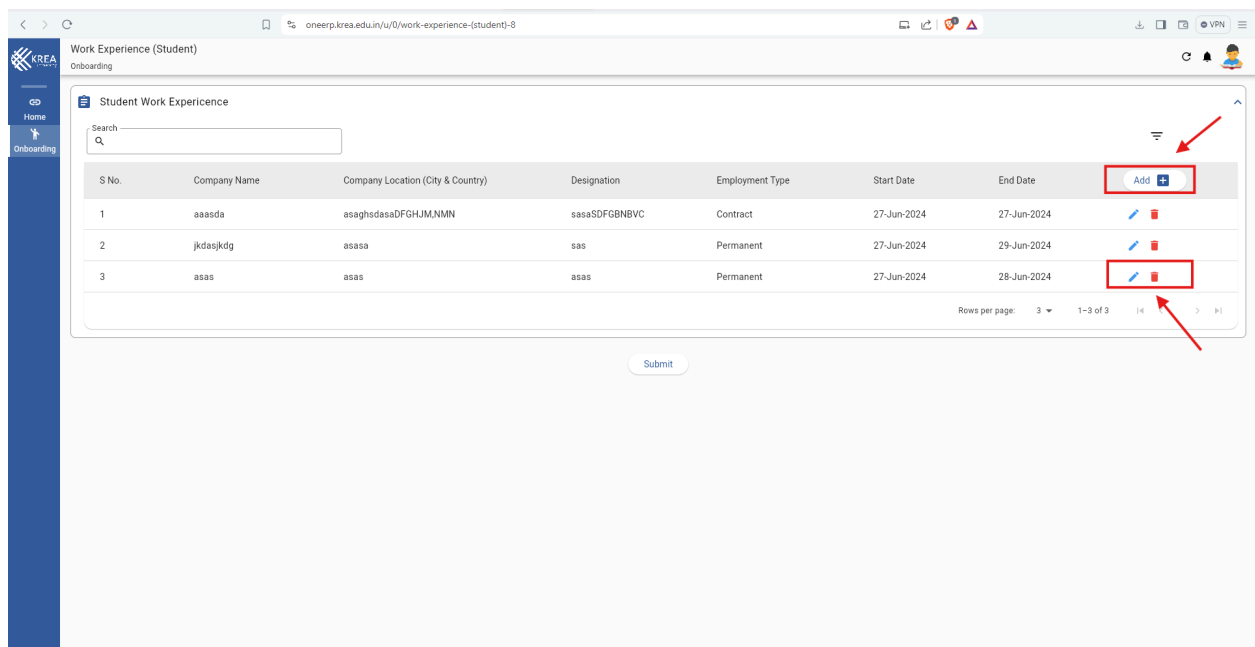 oneerp.krea.edu.in/u/0/work-experience-(student)-8
VPN
KREA
Work Experience (Student)
Onboarding
Home
Onboarding
Student Work Expericence
Search
S No. Company Name Company Location (City & Country) Designation Employment Type Start Date End Date Add
1 aaasda asaghsdasaDFGHJM,NMN sasaSDFGBNBVC Contract 27-Jun-2024 27-Jun-2024
2 jkdasjkdg asasa sas Permanent 27-Jun-2024 29-Jun-2024
3 asas asas asas Permanent 27-Jun-2024 28-Jun-2024
Rows per page: 3 1–3 of 3
Submit